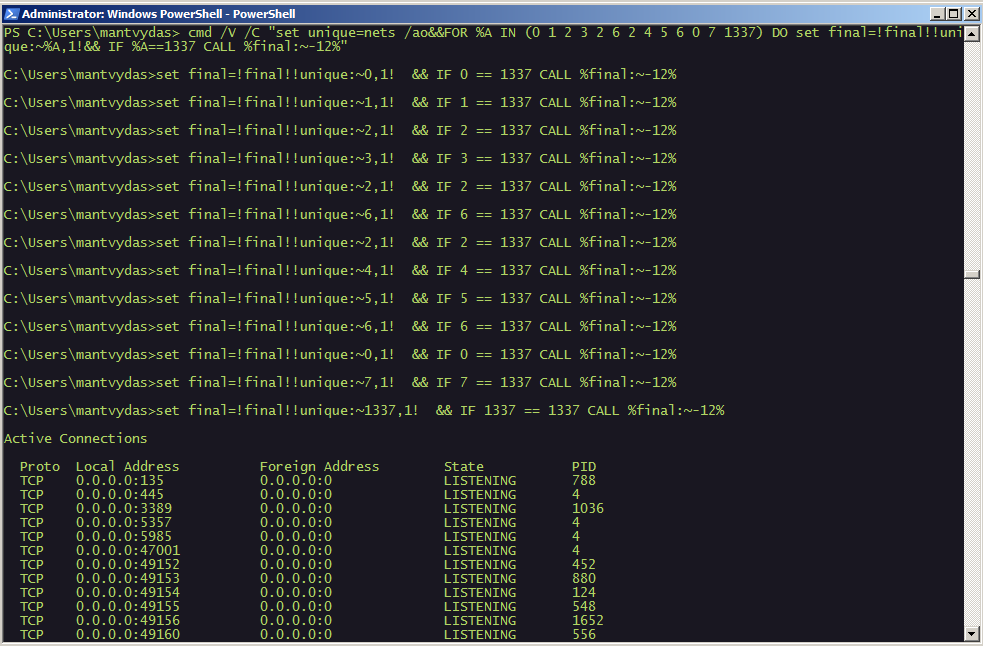 Administrator: Windows PowerShell - PowerShell
PS C:\Users\mantvydas> cmd /V /C "set unique=nets /ao&&FOR %A IN (0 1 2 3 2 6 2 4 5 6 0 7 1337) DO set final=!final!!uni
que:~%A,1!&& IF %A==1337 CALL %final:~-12%"
C:\Users\mantvydas>set final=!final!!unique:~0,1!  && IF 0 == 1337 CALL %final:~-12%
C:\Users\mantvydas>set final=!final!!unique:~1,1!  && IF 1 == 1337 CALL %final:~-12%
C:\Users\mantvydas>set final=!final!!unique:~2,1!  && IF 2 == 1337 CALL %final:~-12%
C:\Users\mantvydas>set final=!final!!unique:~3,1!  && IF 3 == 1337 CALL %final:~-12%
C:\Users\mantvydas>set final=!final!!unique:~2,1!  && IF 2 == 1337 CALL %final:~-12%
C:\Users\mantvydas>set final=!final!!unique:~6,1!  && IF 6 == 1337 CALL %final:~-12%
C:\Users\mantvydas>set final=!final!!unique:~2,1!  && IF 2 == 1337 CALL %final:~-12%
C:\Users\mantvydas>set final=!final!!unique:~4,1!  && IF 4 == 1337 CALL %final:~-12%
C:\Users\mantvydas>set final=!final!!unique:~5,1!  && IF 5 == 1337 CALL %final:~-12%
C:\Users\mantvydas>set final=!final!!unique:~6,1!  && IF 6 == 1337 CALL %final:~-12%
C:\Users\mantvydas>set final=!final!!unique:~0,1!  && IF 0 == 1337 CALL %final:~-12%
C:\Users\mantvydas>set final=!final!!unique:~7,1!  && IF 7 == 1337 CALL %final:~-12%
C:\Users\mantvydas>set final=!final!!unique:~1337,1!  && IF 1337 == 1337 CALL %final:~-12%
Active Connections
Proto  Local Address          Foreign Address        State           PID
TCP    0.0.0.0:135            0.0.0.0:0              LISTENING       788
TCP    0.0.0.0:445            0.0.0.0:0              LISTENING       4
TCP    0.0.0.0:3389           0.0.0.0:0              LISTENING       1036
TCP    0.0.0.0:5357           0.0.0.0:0              LISTENING       4
TCP    0.0.0.0:5985           0.0.0.0:0              LISTENING       4
TCP    0.0.0.0:47001          0.0.0.0:0              LISTENING       4
TCP    0.0.0.0:49152          0.0.0.0:0              LISTENING       452
TCP    0.0.0.0:49153          0.0.0.0:0              LISTENING       880
TCP    0.0.0.0:49154          0.0.0.0:0              LISTENING       124
TCP    0.0.0.0:49155          0.0.0.0:0              LISTENING       548
TCP    0.0.0.0:49156          0.0.0.0:0              LISTENING       1652
TCP    0.0.0.0:49160          0.0.0.0:0              LISTENING       556